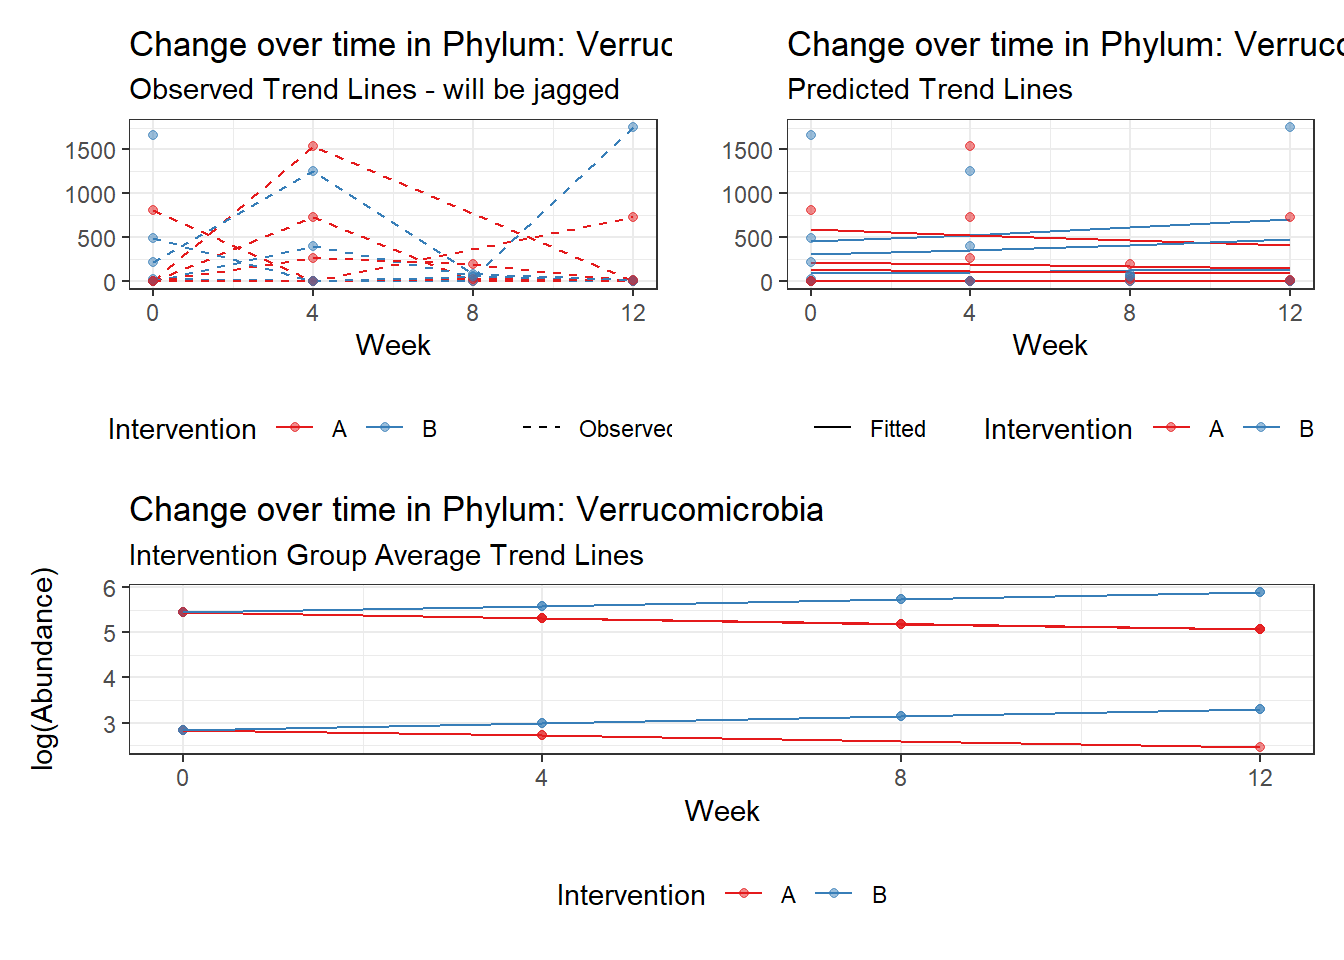 Change over time in Phylum: Verruc
Observed Trend Lines - will be jagged
1500
1000
500
0
0 4 8 12
Week
Intervention A B Observed
Change over time in Phylum: Verruco
Predicted Trend Lines
1500
1000
500
0
0 4 8 12
Week
Fitted Intervention A B
Change over time in Phylum: Verrucomicrobia
Intervention Group Average Trend Lines
log(Abundance)
6
5
4
3
0 4 8 12
Week
Intervention A B